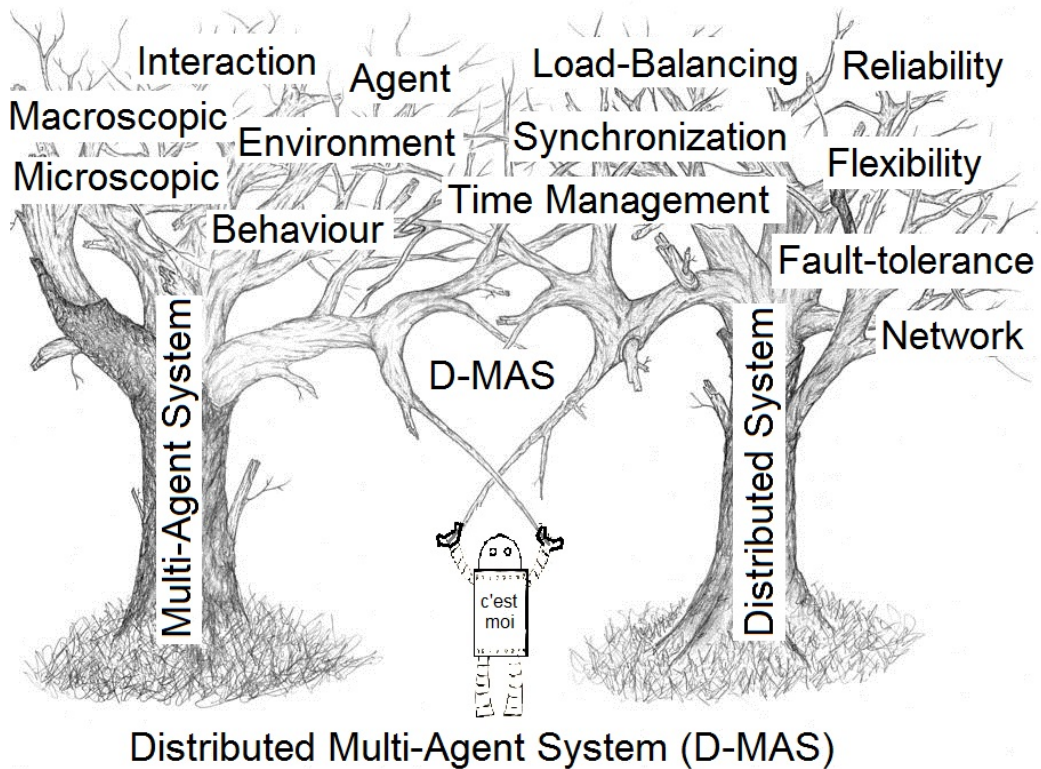 Interaction
Agent
Load-Balancing
Reliability
Macroscopic
Environment
Synchronization
Microscopic
Flexibility
Time Management
Behaviour
Fault-tolerance
Network
D-MAS
Multi-Agent System
Distributed System
c'est
moi
Distributed Multi-Agent System (D-MAS)